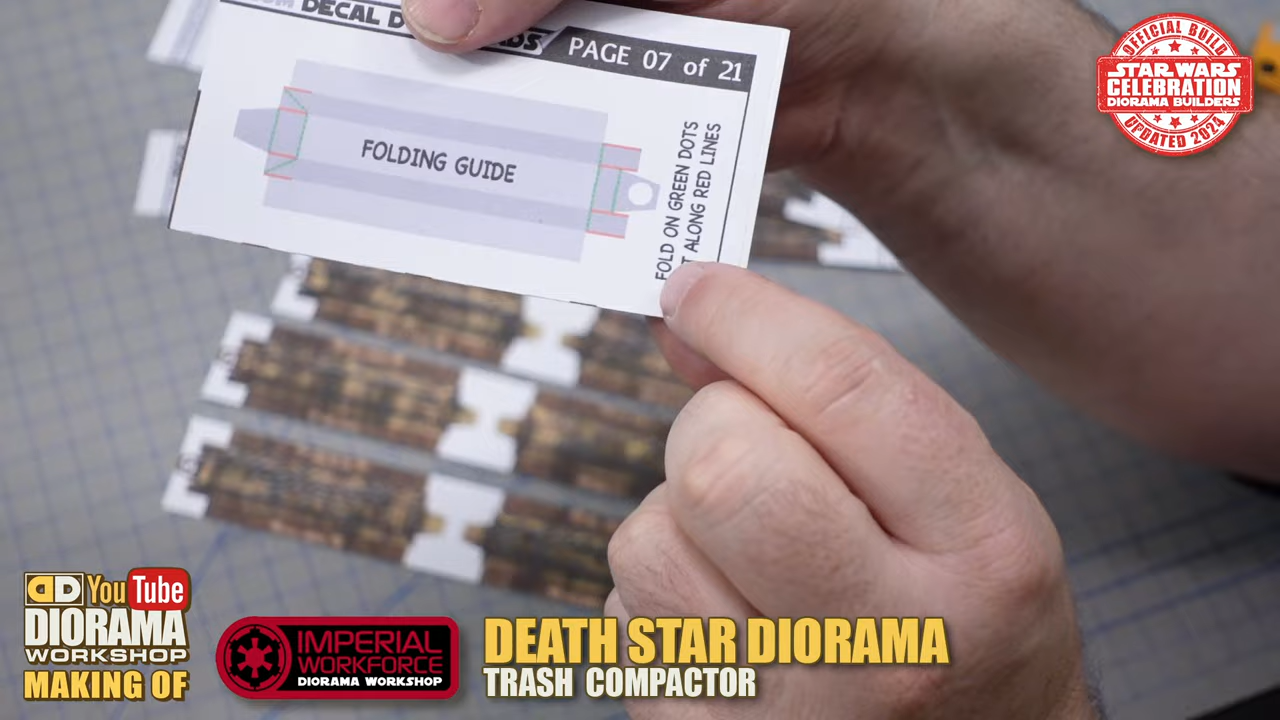 DECAL D
PAGE 07 of 21
FOLDING GUIDE
FOLD ON GREEN DOTS
ALONG RED LINES
OFFICIAL BUILD
STAR WARS
CELEBRATION
DIORAMA BUILDERS
UPDATED 2024
DD YouTube
DIORAMA
WORKSHOP
MAKING OF
IMPERIAL
WORKFORCE
DIORAMA WORKSHOP
DEATH STAR DIORAMA
TRASH COMPACTOR